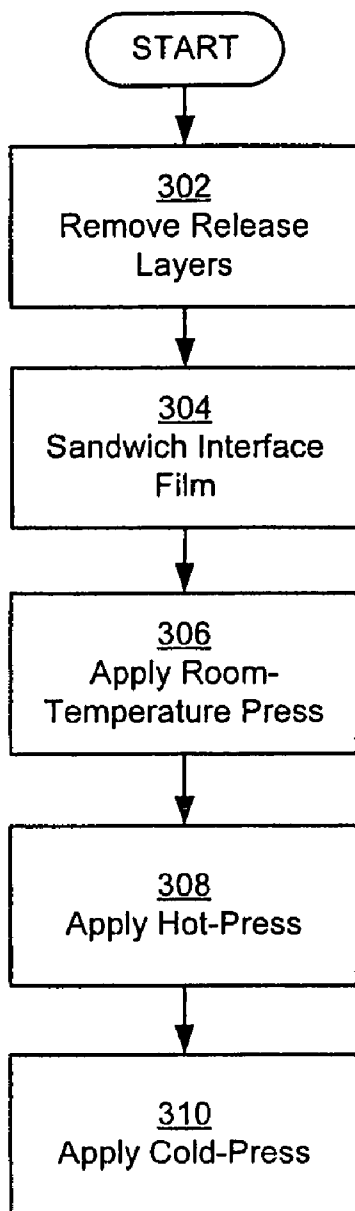 START
302
Remove Release
Layers
304
Sandwich Interface
Film
306
Apply Room-
Temperature Press
308
Apply Hot-Press
310
Apply Cold-Press